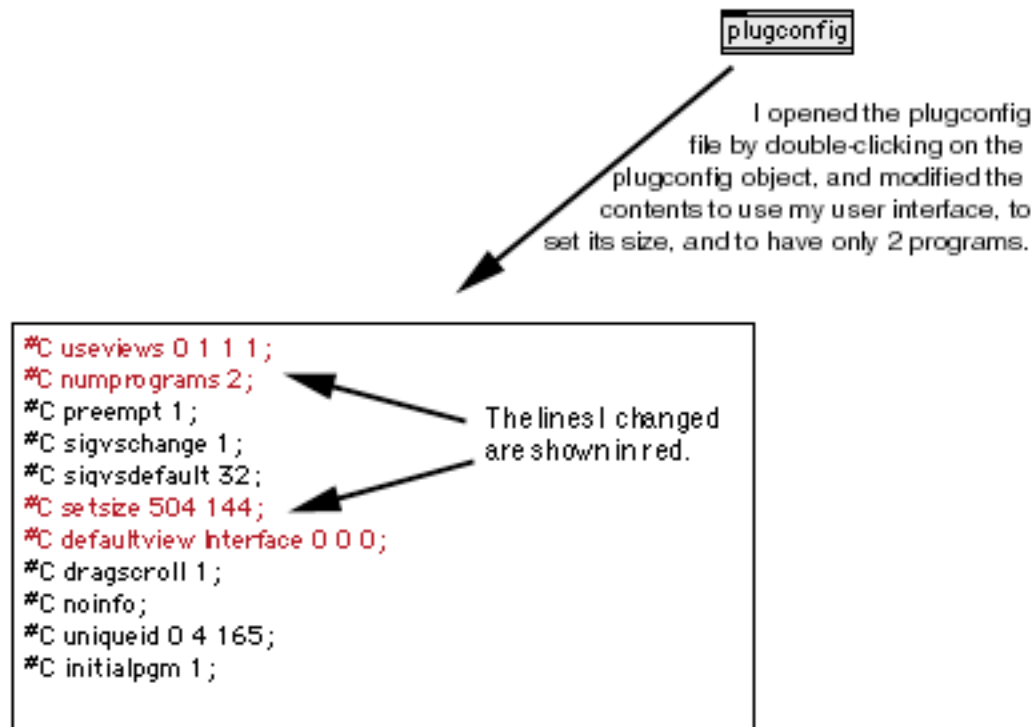 plugconfig
I opened the plugconfig
file by double-clicking on the
plugconfig object, and modified the
contents to use my user interface, to
set its size, and to have only 2 programs.
#C useviews 0 1 1 1;
#C numprograms 2;
#C preempt 1;
#C sigvschange 1;
#C sigvsdefault 32;
#C setsize 504 144;
#C defaultview Interface 0 0 0;
#C dragscroll 1;
#C noinfo;
#C uniqueid 0 4 165;
#C initialpgm 1;
The lines I changed
are shown in red.